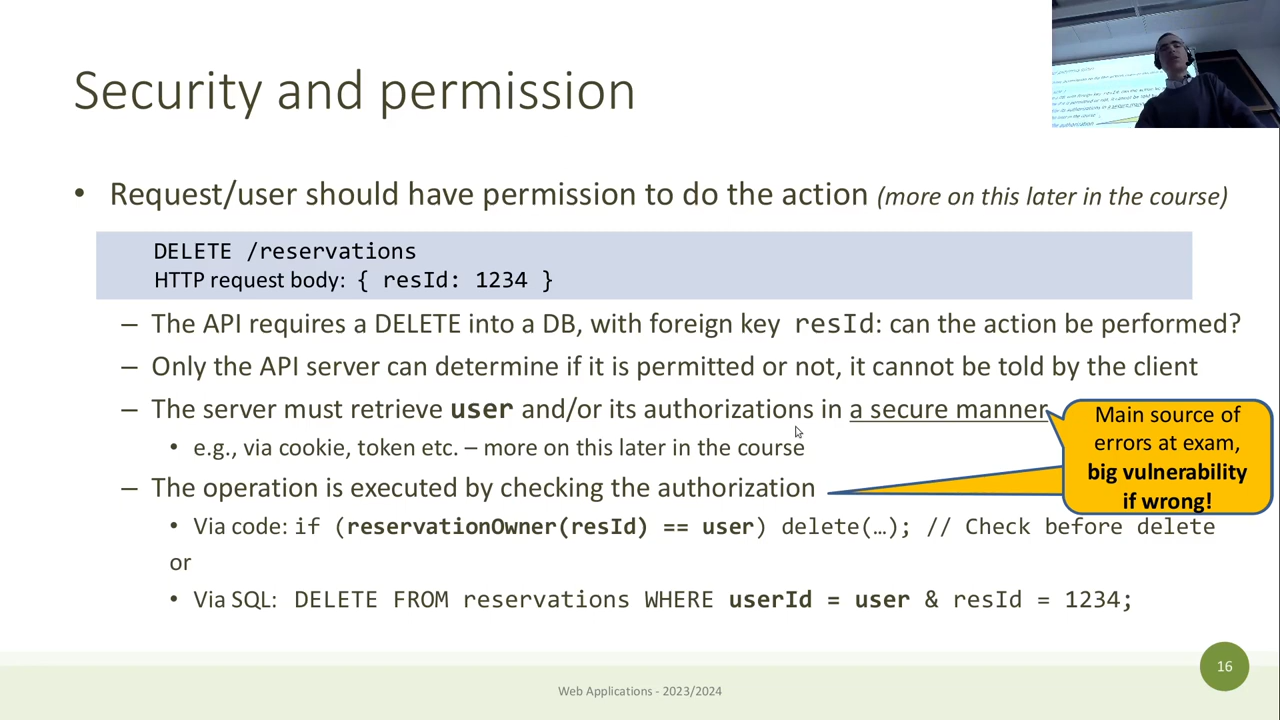 Security and permission
• Request/user should have permission to do the action (more on this later in the course)
DELETE /reservations
HTTP request body: { resId: 1234 }
– The API requires a DELETE into a DB, with foreign key resId: can the action be performed?
– Only the API server can determine if it is permitted or not, it cannot be told by the client
– The server must retrieve user and/or its authorizations in a secure manner
• e.g., via cookie, token etc. – more on this later in the course
– The operation is executed by checking the authorization
Main source of
errors at exam,
big vulnerability
if wrong!
• Via code: if (reservationOwner(resId) == user) delete(…); // Check before delete
or
• Via SQL: DELETE FROM reservations WHERE userId = user & resId = 1234;
Web Applications - 2023/2024
16